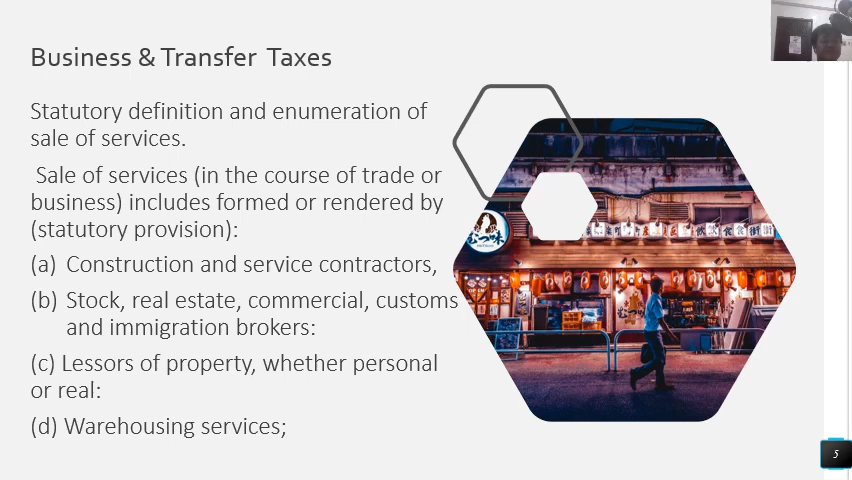 Business & Transfer Taxes
Statutory definition and enumeration of
sale of services.
Sale of services (in the course of trade or
business) includes formed or rendered by
(statutory provision):
(a) Construction and service contractors,
(b) Stock, real estate, commercial, customs
and immigration brokers:
(c) Lessors of property, whether personal
or real:
(d) Warehousing services;
5